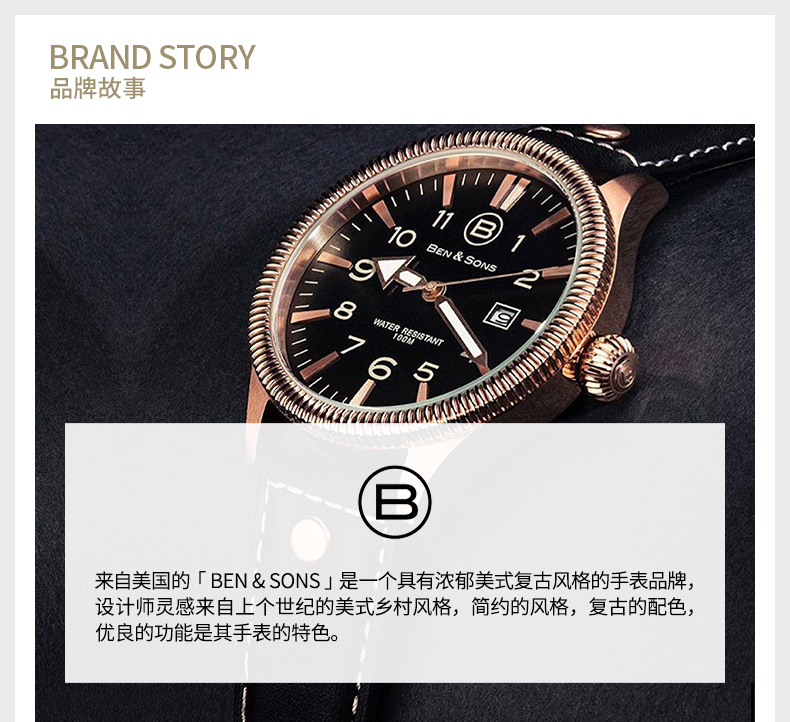 BRAND STORY
品牌故事
11
B
1
10
BEN & SONS
2
9
8
WATER RESISTANT
100M
7
6
5
B
来自美国的「BEN & SONS」是一个具有浓郁美式复古风格的手表品牌，
设计师灵感来自上个世纪的美式乡村风格，简约的风格，复古的配色，
优良的功能是其手表的特色。